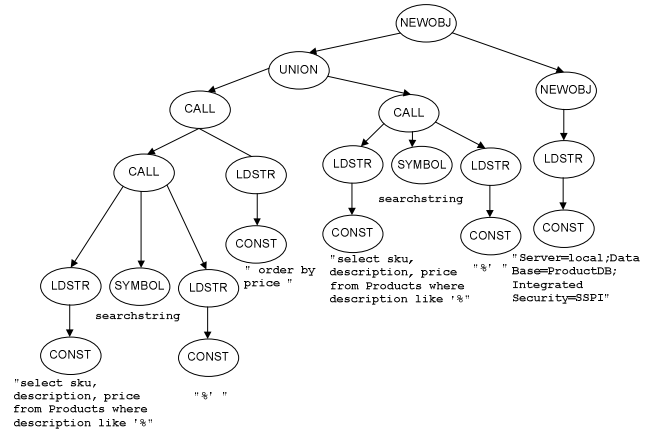 NEWOBJ
UNION
NEWOBJ
CALL
CALL
LDSTR
SYMBOL
LDSTR
LDSTR
CALL
LDSTR
searchstring
CONST
CONST
CONST
CONST
" order by
price "
"select sku,
description, price
from Products where
description like '%"
"%' "
"Server=local;Data
Base=ProductDB;
Integrated
Security=SSPI"
LDSTR
SYMBOL
LDSTR
searchstring
CONST
CONST
"select sku,
description, price
from Products where
description like '%"
"%' "